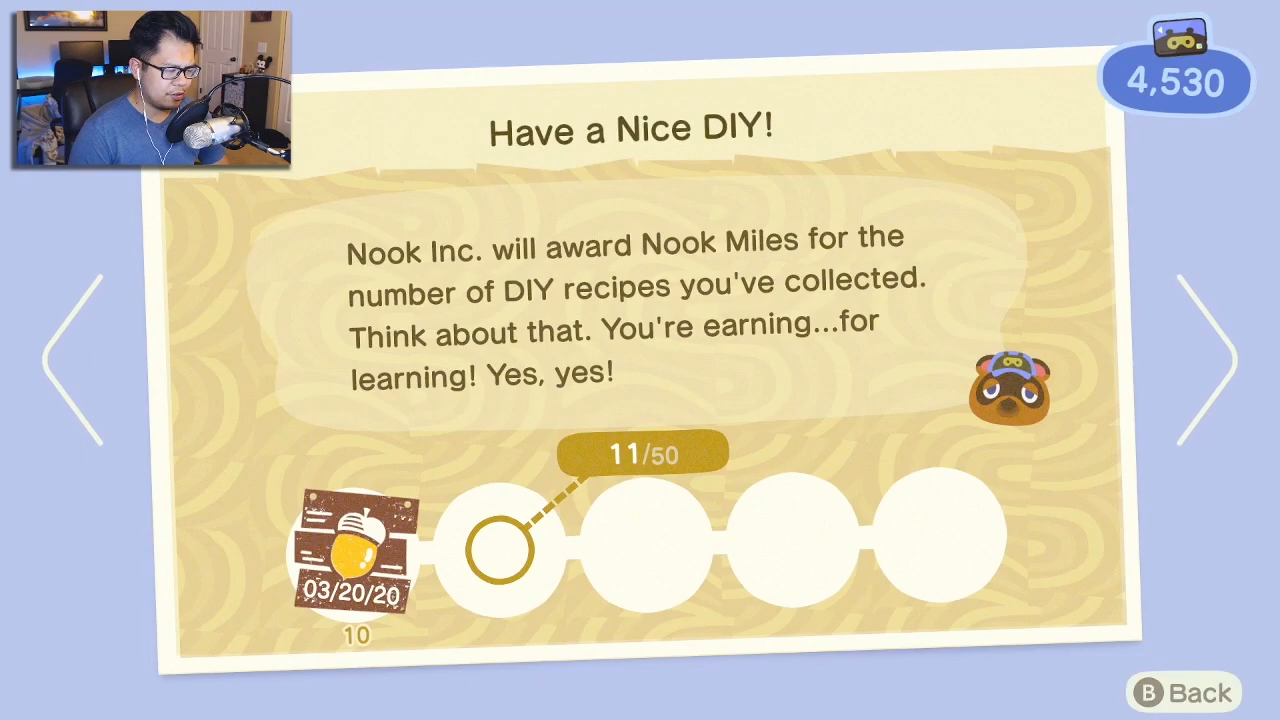 4,530
Have a Nice DIY!
Nook Inc. will award Nook Miles for the
number of DIY recipes you've collected.
Think about that. You're earning...for
learning! Yes, yes!
11/50
03/20/20
10
B Back